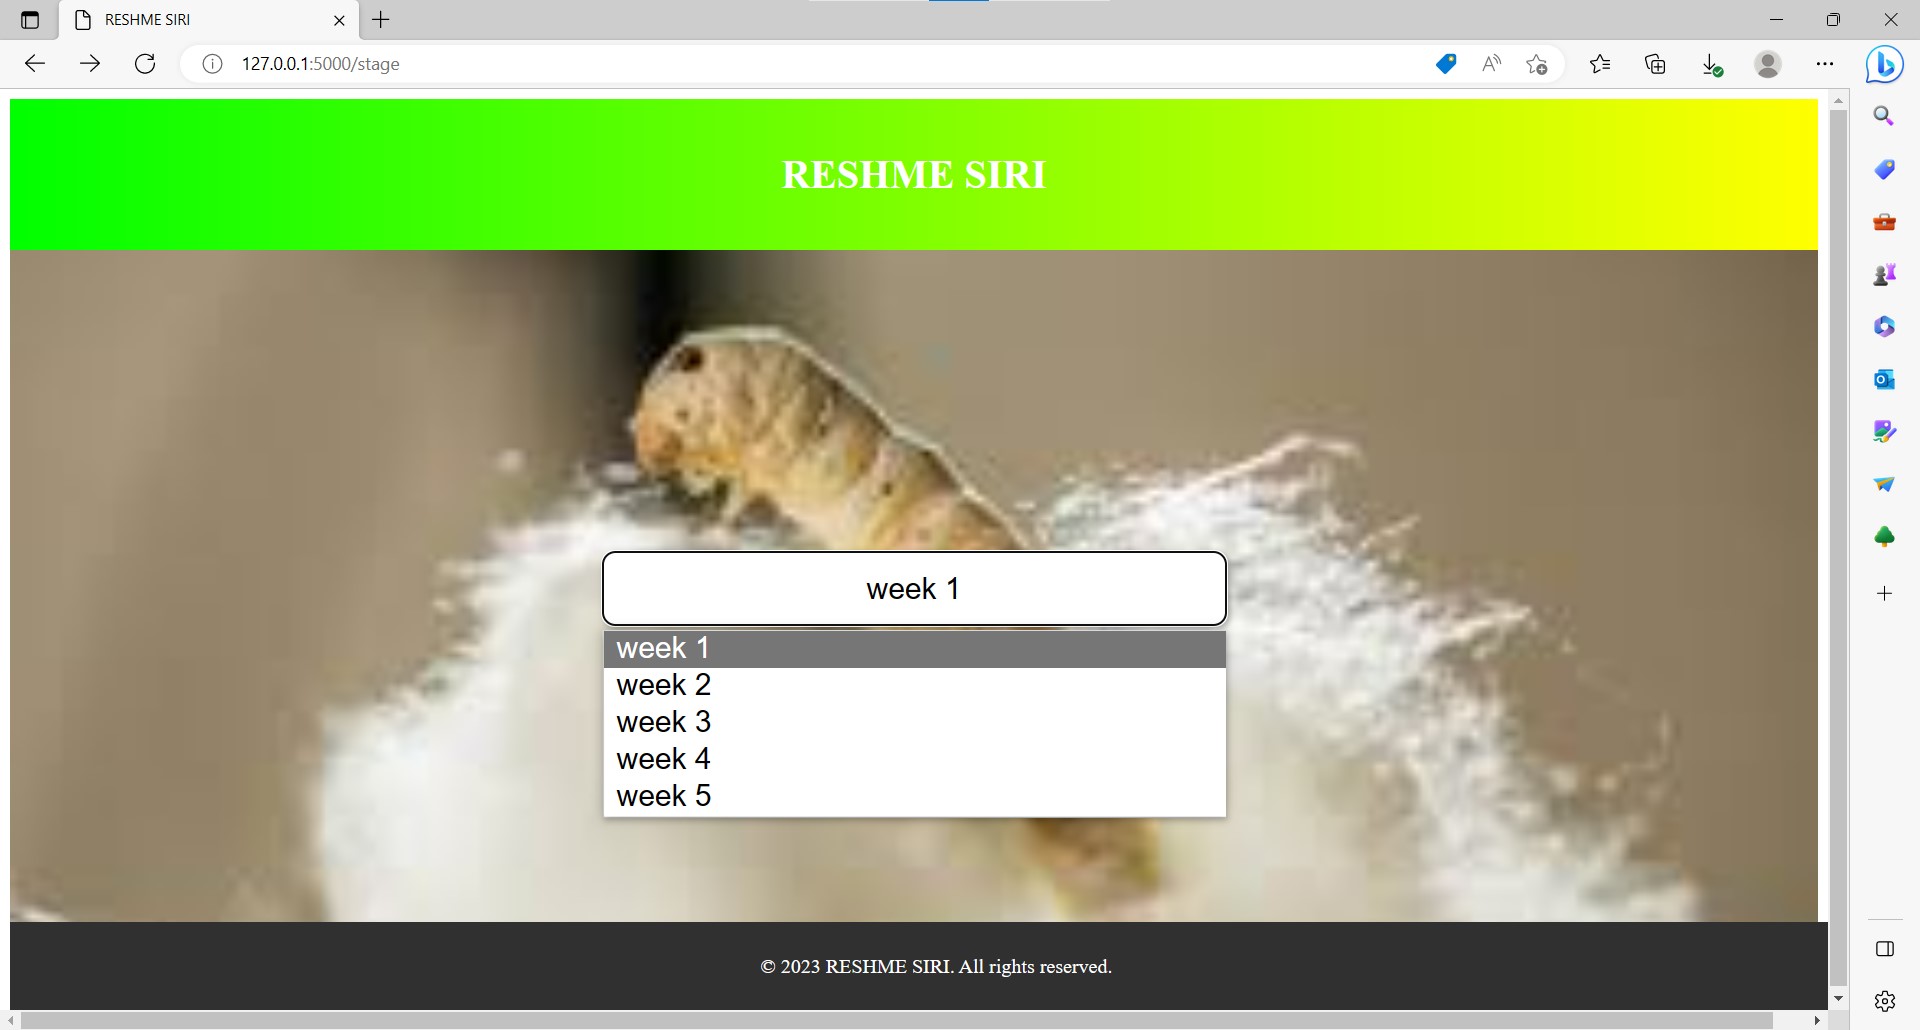 RESHME SIRI
127.0.0.1:5000/stage
RESHME SIRI
week 1
week 1
week 2
week 3
week 4
week 5
© 2023 RESHME SIRI. All rights reserved.